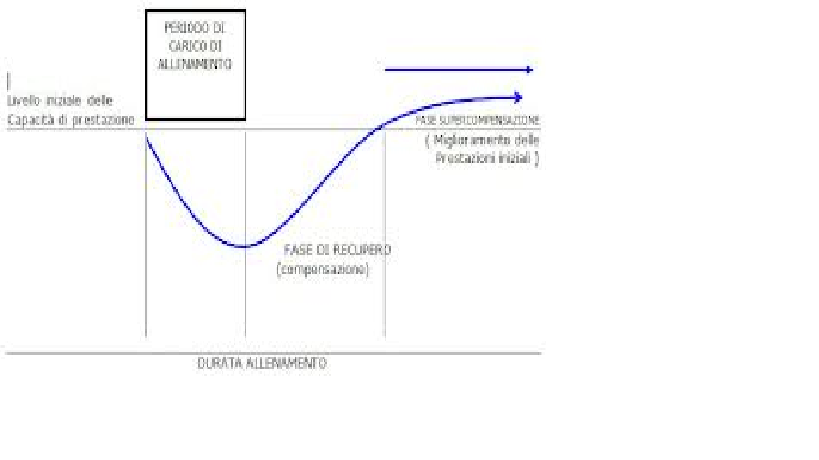 PERIODO DI
CARICO DI
ALLENAMENTO
Livello iniziale delle
Capacità di prestazione
FASE SUPERCOMPENSAZIONE
( Miglioramento delle
Prestazioni iniziali )
FASE DI RECUPERO
(compensazione)
DURATA ALLENAMENTO